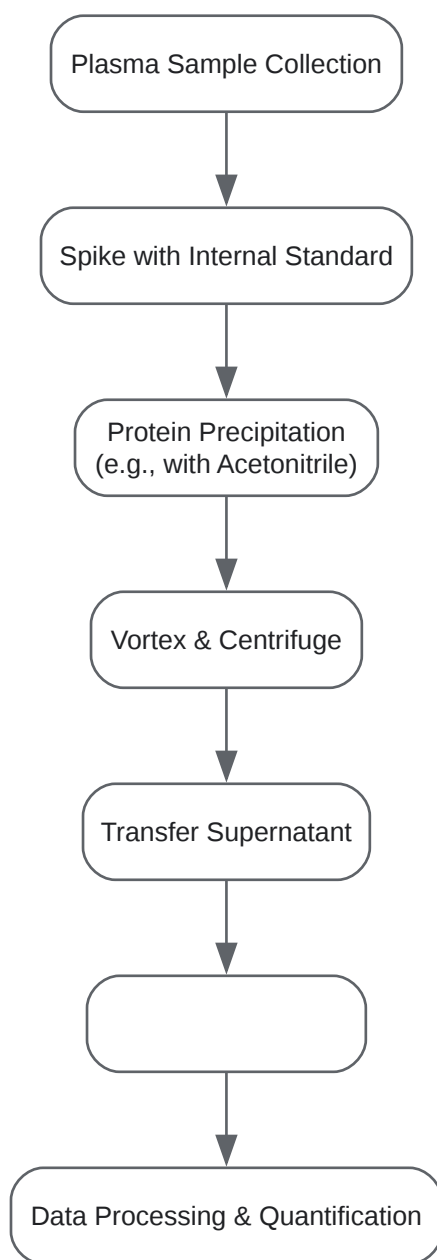 Plasma Sample Collection
Spike with Internal Standard
Protein Precipitation
(e.g., with Acetonitrile)
Vortex & Centrifuge
Transfer Supernatant
Data Processing & Quantification